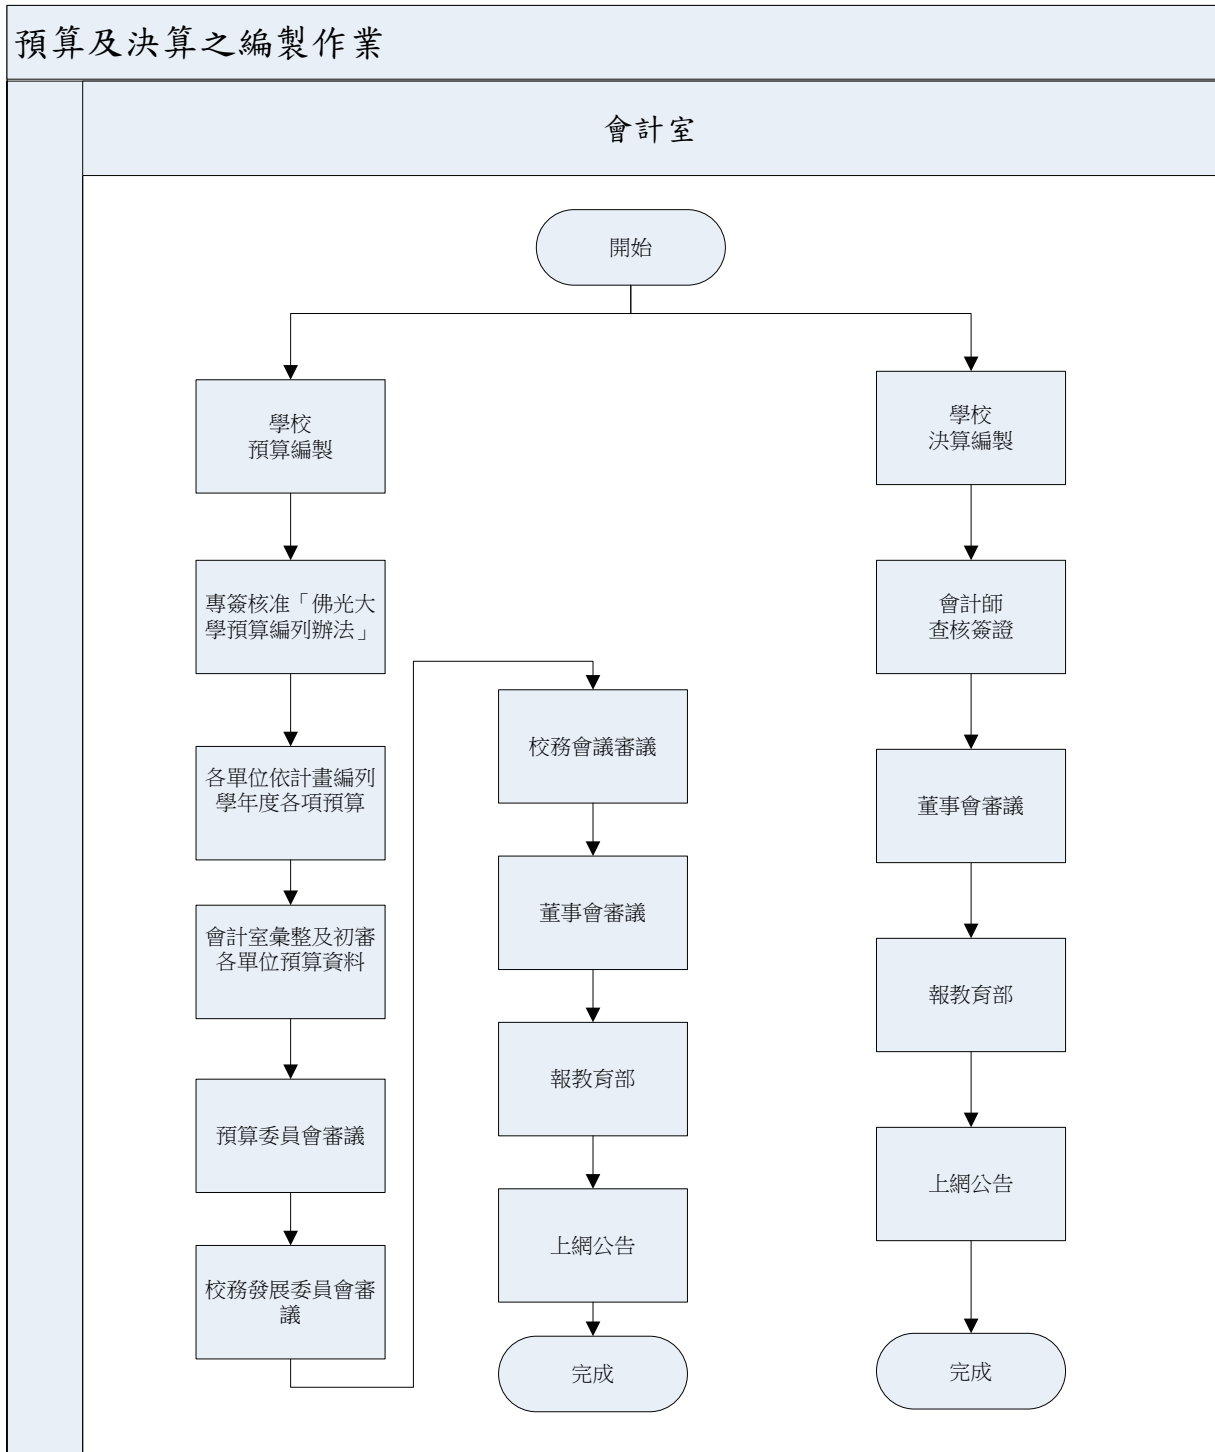 預算及決算之編製作業
會計室
開始
學校
預算編製
專簽核准「佛光大
學預算編列辦法」
各單位依計畫編列
學年度各項預算
會計室彙整及初審
各單位預算資料
預算委員會審議
校務發展委員會審
議
校務會議審議
董事會審議
報教育部
上網公告
完成
學校
決算編製
會計師
查核簽證
董事會審議
報教育部
上網公告
完成